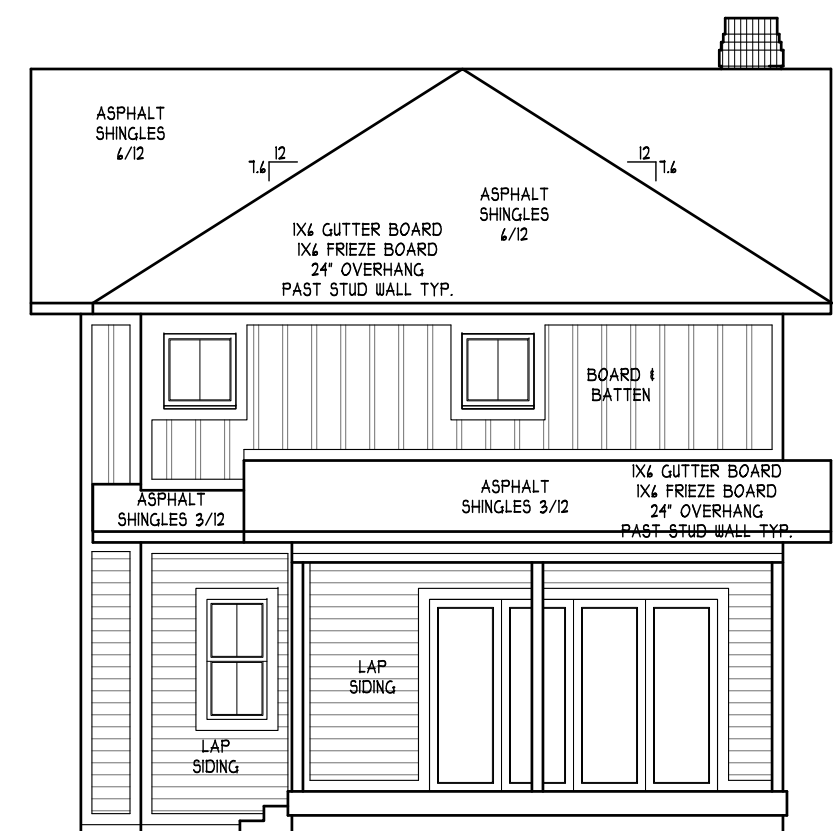 ASPHALT
SHINGLES
6/12
12
7.6
12
7.6
ASPHALT
SHINGLES
6/12
1X6 GUTTER BOARD
1X6 FRIEZE BOARD
24" OVERHANG
PAST STUD WALL TYP.
BOARD &
BATTEN
ASPHALT
SHINGLES 3/12
ASPHALT
SHINGLES 3/12
1X6 GUTTER BOARD
1X6 FRIEZE BOARD
24" OVERHANG
PAST STUD WALL TYP.
LAP
SIDING
LAP
SIDING